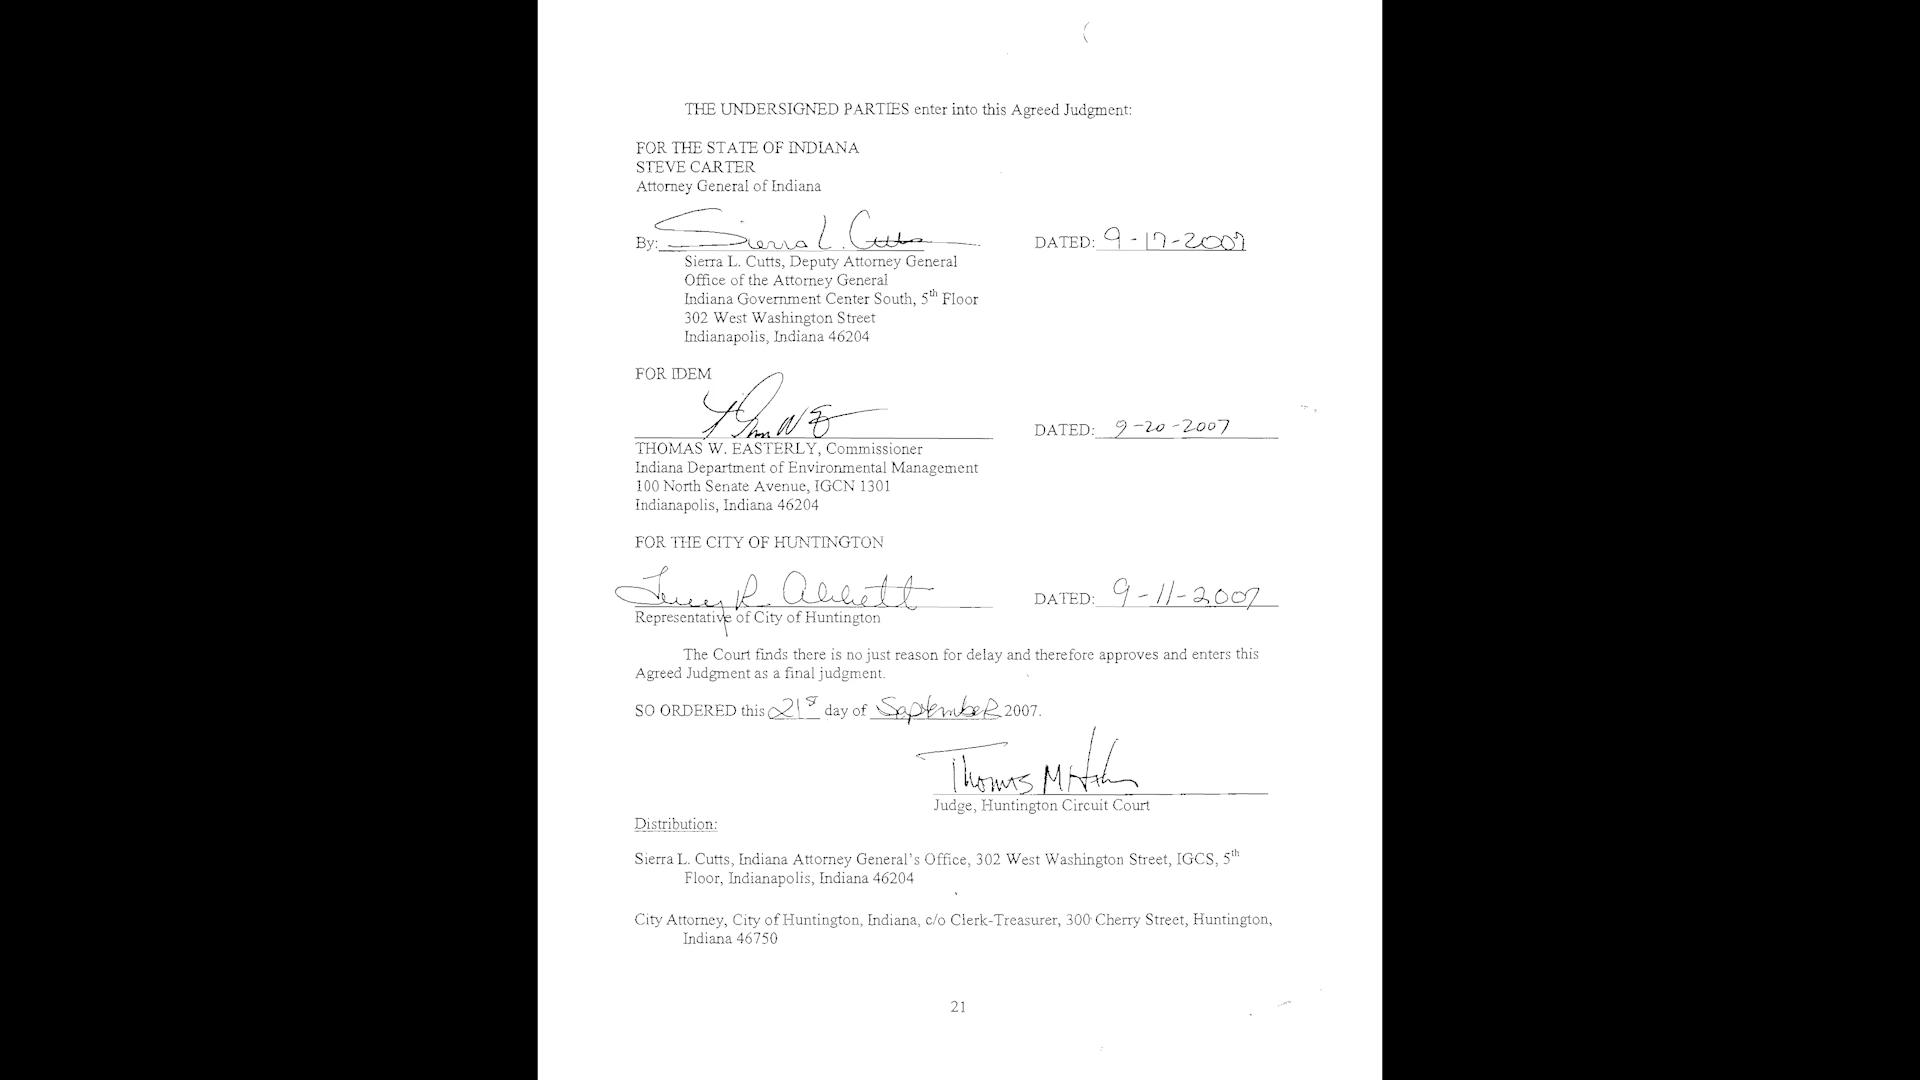 THE UNDERSIGNED PARTIES enter into this Agreed Judgment:
FOR THE STATE OF INDIANA
STEVE CARTER
Attorney General of Indiana
By: Sierra L. Cutts DATED: 9-17-2007
Sierra L. Cutts, Deputy Attorney General
Office of the Attorney General
Indiana Government Center South, 5th Floor
302 West Washington Street
Indianapolis, Indiana 46204
FOR IDEM
DATED: 9-20-2007
THOMAS W. EASTERLY, Commissioner
Indiana Department of Environmental Management
100 North Senate Avenue, IGCN 1301
Indianapolis, Indiana 46204
FOR THE CITY OF HUNTINGTON
R. Abbett DATED: 9-11-2007
Representative of City of Huntington
The Court finds there is no just reason for delay and therefore approves and enters this
Agreed Judgment as a final judgment.
SO ORDERED this 21st day of September 2007.
Thomas M
Judge, Huntington Circuit Court
Distribution:
Sierra L. Cutts, Indiana Attorney General's Office, 302 West Washington Street, IGCS, 5th
Floor, Indianapolis, Indiana 46204
City Attorney, City of Huntington, Indiana, c/o Clerk-Treasurer, 300 Cherry Street, Huntington,
Indiana 46750
21